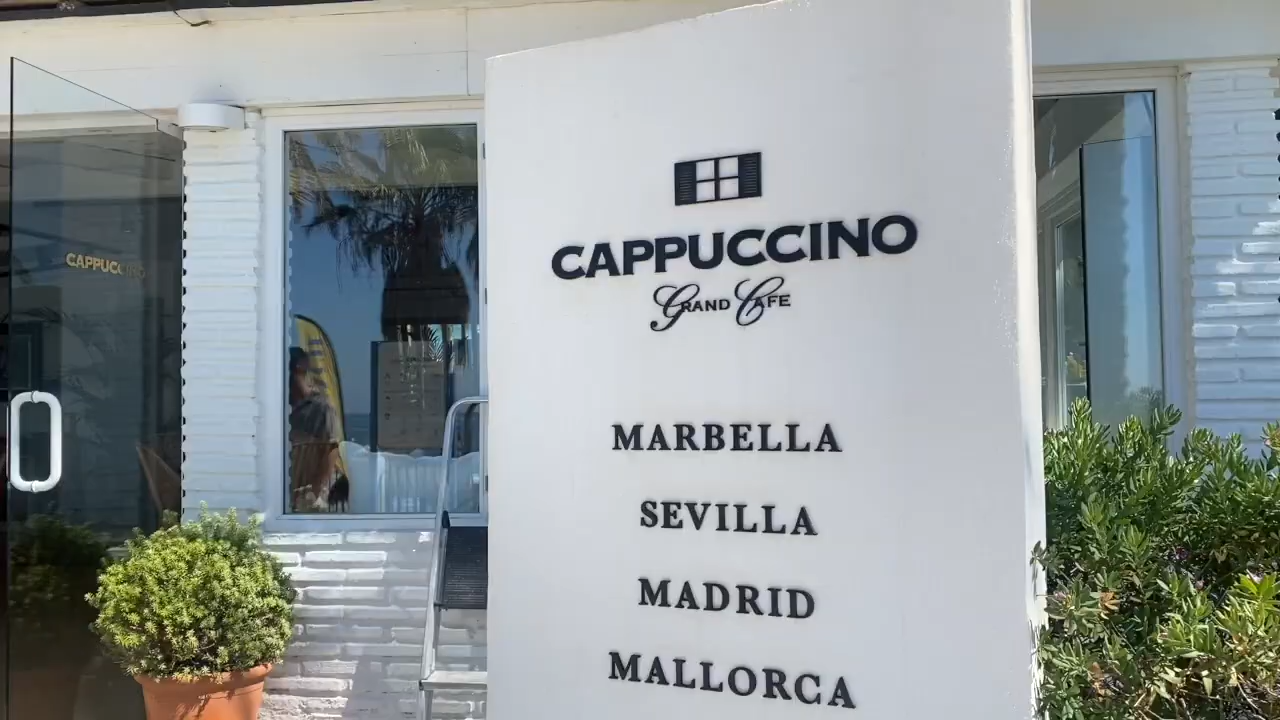 CAPPUCCINO
CAPPUCCINO
GRAND CAFE
MARBELLA
SEVILLA
MADRID
MALLORCA